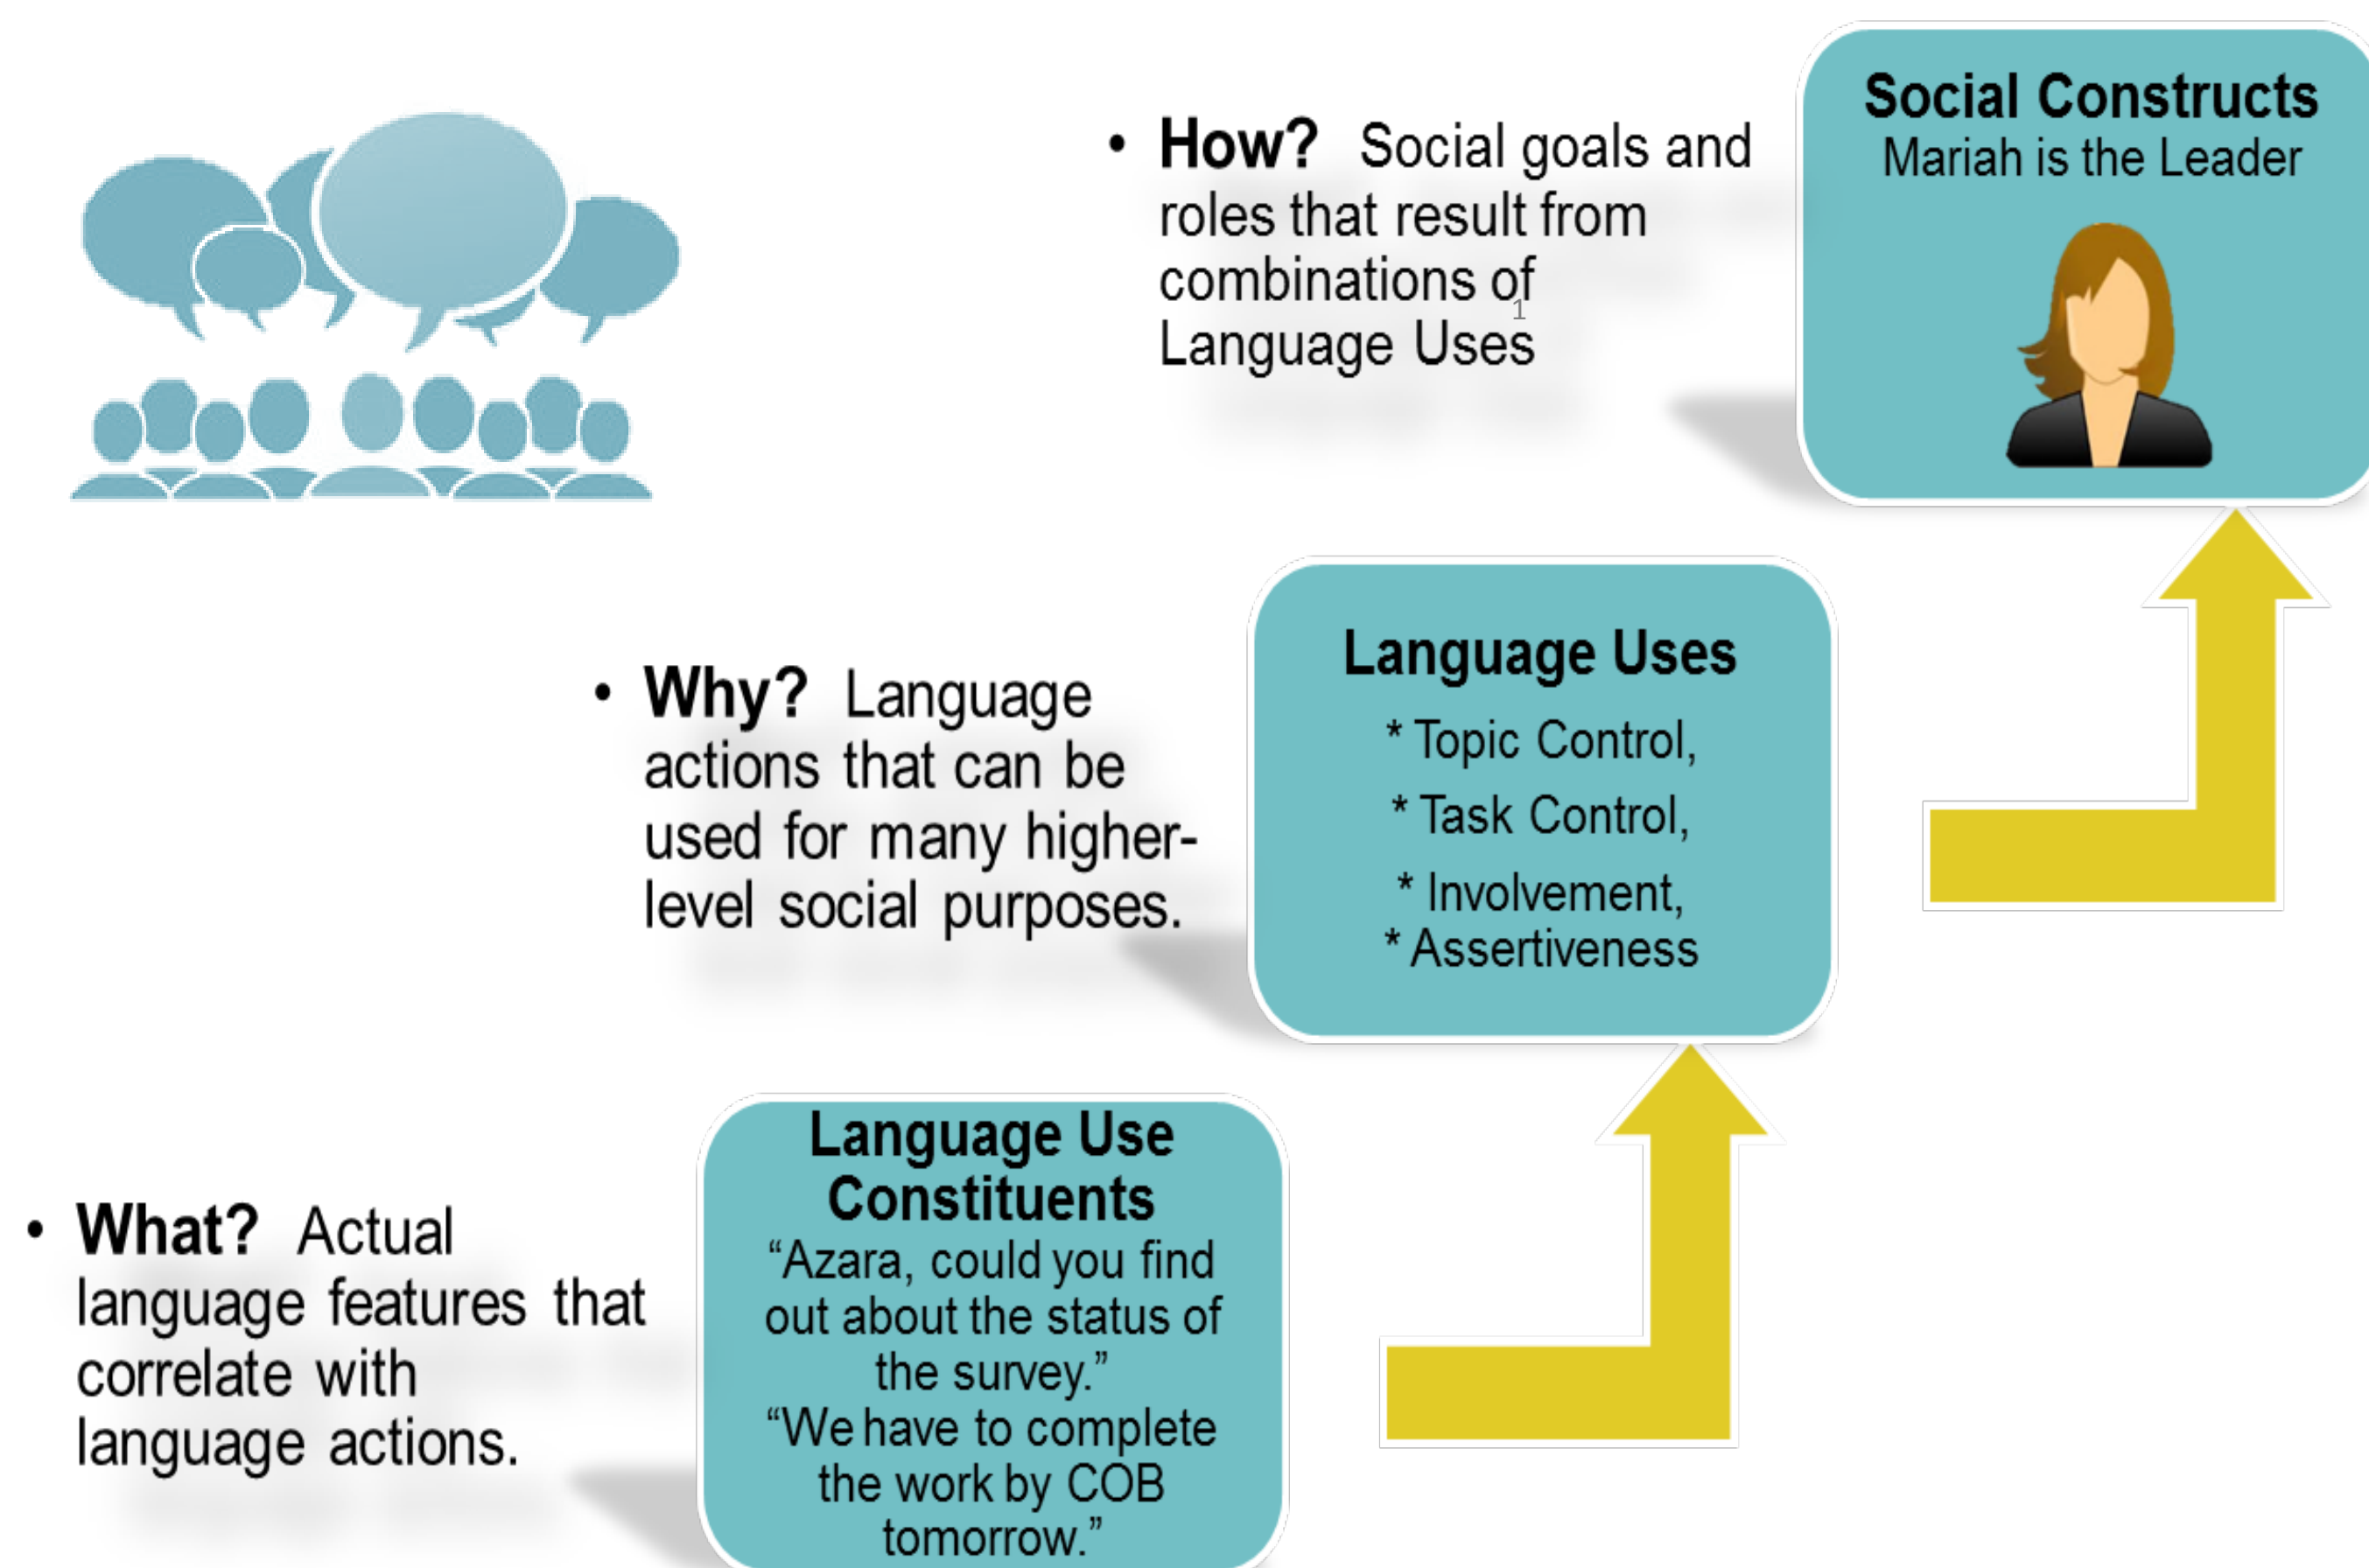 • How? Social goals and
roles that result from
combinations of
1
Language Uses
Social Constructs
Mariah is the Leader
• Why? Language
actions that can be
used for many higher-
level social purposes.
Language Uses
* Topic Control,
* Task Control,
* Involvement,
* Assertiveness
• What? Actual
language features that
correlate with
language actions.
Language Use
Constituents
“Azara, could you find
out about the status of
the survey.”
“We have to complete
the work by COB
tomorrow.”